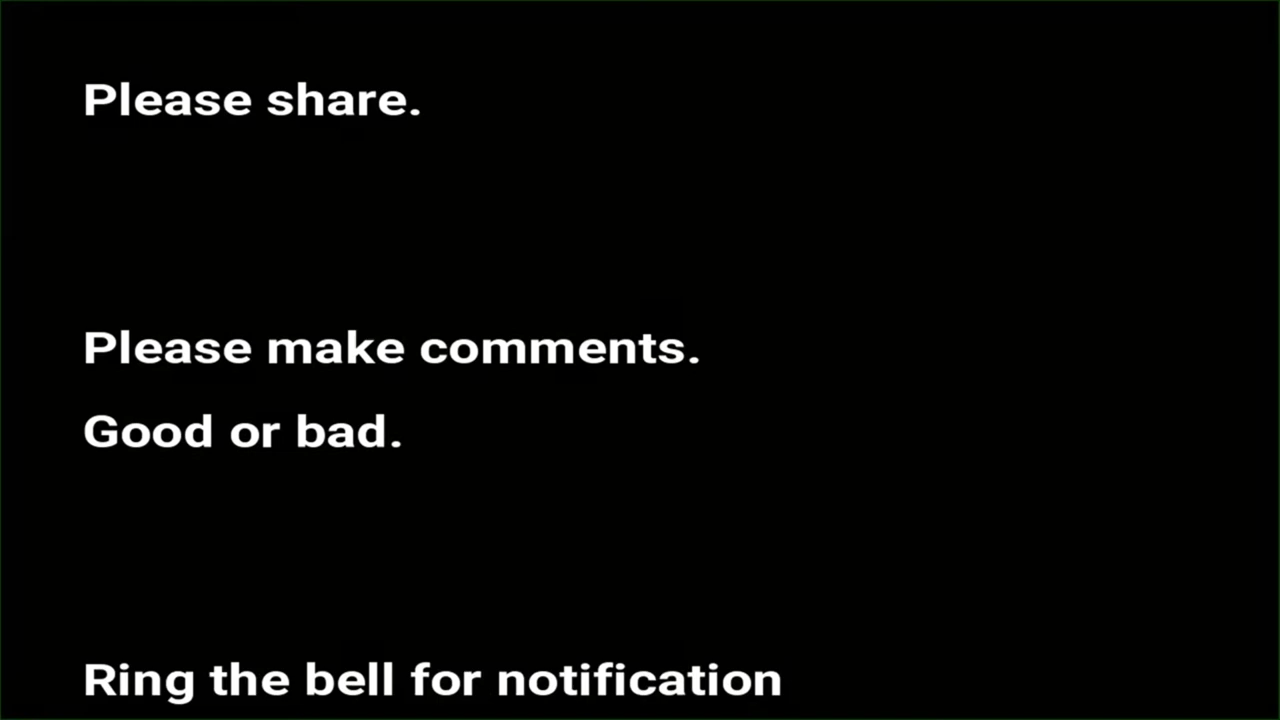 Please share.
Please make comments.
Good or bad.
Ring the bell for notification